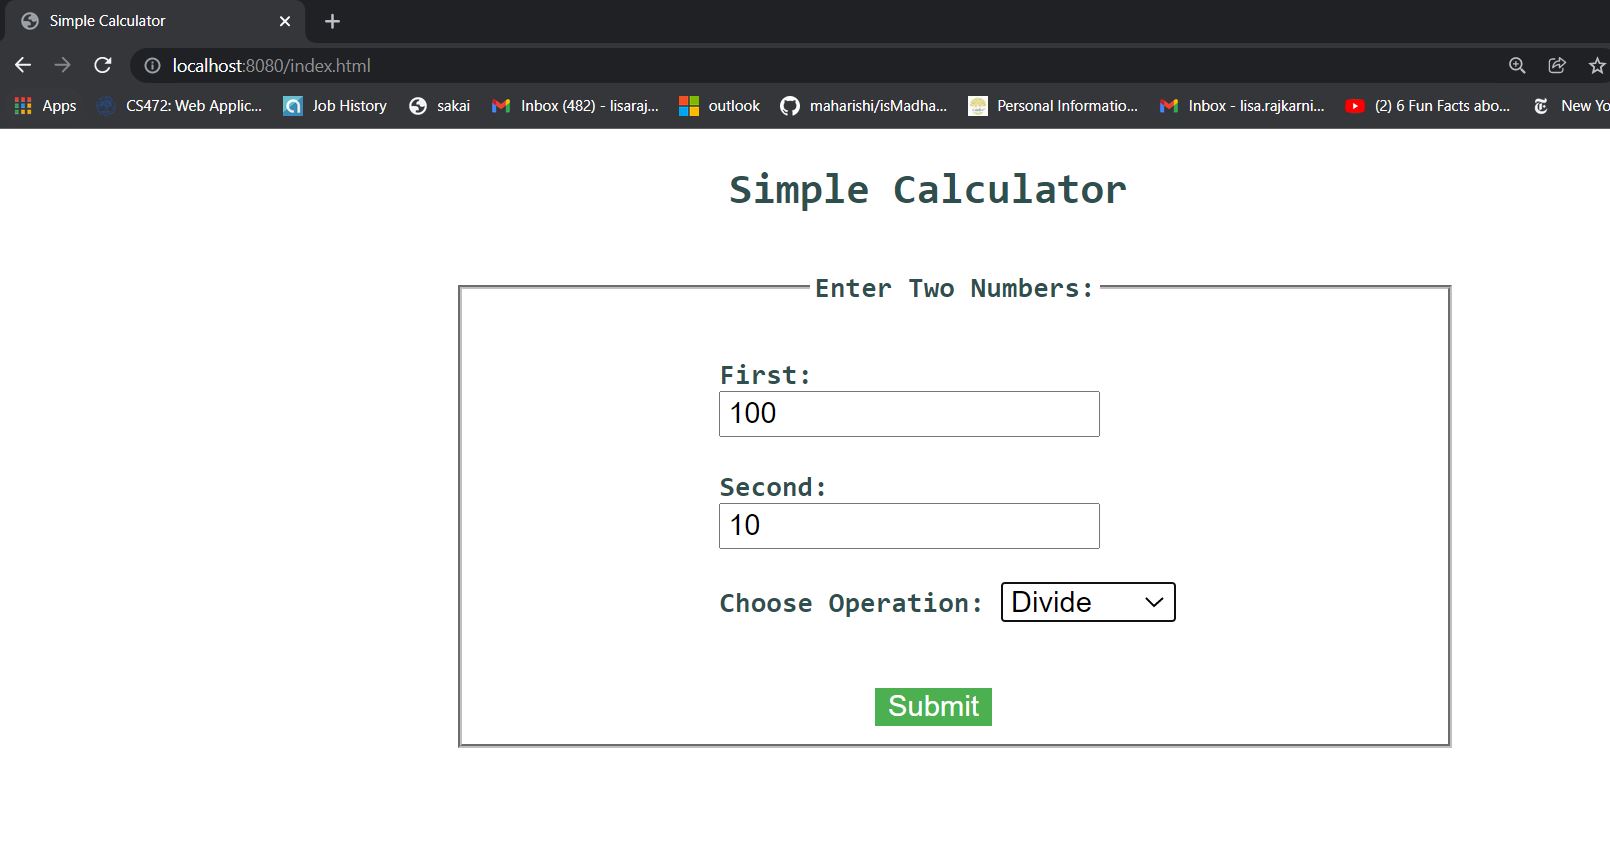 Simple Calculator
localhost:8080/index.html
Apps CS472: Web Applic... Job History sakai Inbox (482) - lisaraj... outlook maharishi/isMadha... Personal Informatio... Inbox - lisa.rajkarni... (2) 6 Fun Facts abo... New Yo
Simple Calculator
Enter Two Numbers:
First:
100
Second:
10
Choose Operation: Divide
Submit